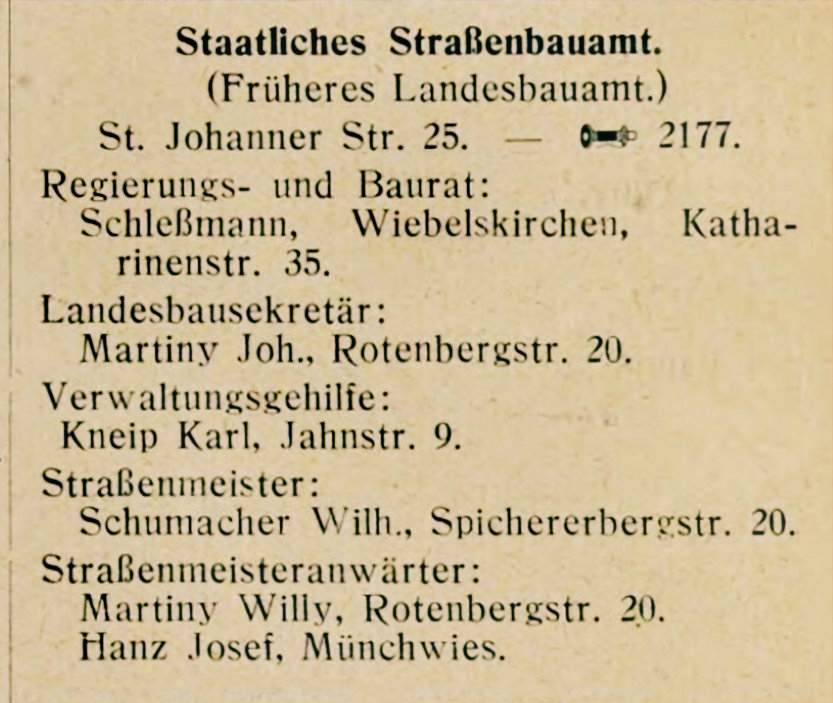 Staatliches Straßenbauamt.
(Früheres Landesbauamt.)
St. Johanner Str. 25. — 2177.
Regierungs- und Baurat:
Schleßmann, Wiebelskirchen, Katha-
rinenstr. 35.
Landesbausekretär:
Martiny Joh., Rotenbergstr. 20.
Verwaltungsgehilfe:
Kneip Karl, Jahnstr. 9.
Straßenmeister:
Schumacher Wilh., Spichererbergstr. 20.
Straßenmeisteranwärter:
Martiny Willy, Rotenbergstr. 20.
Hanz Josef, Münchwies.